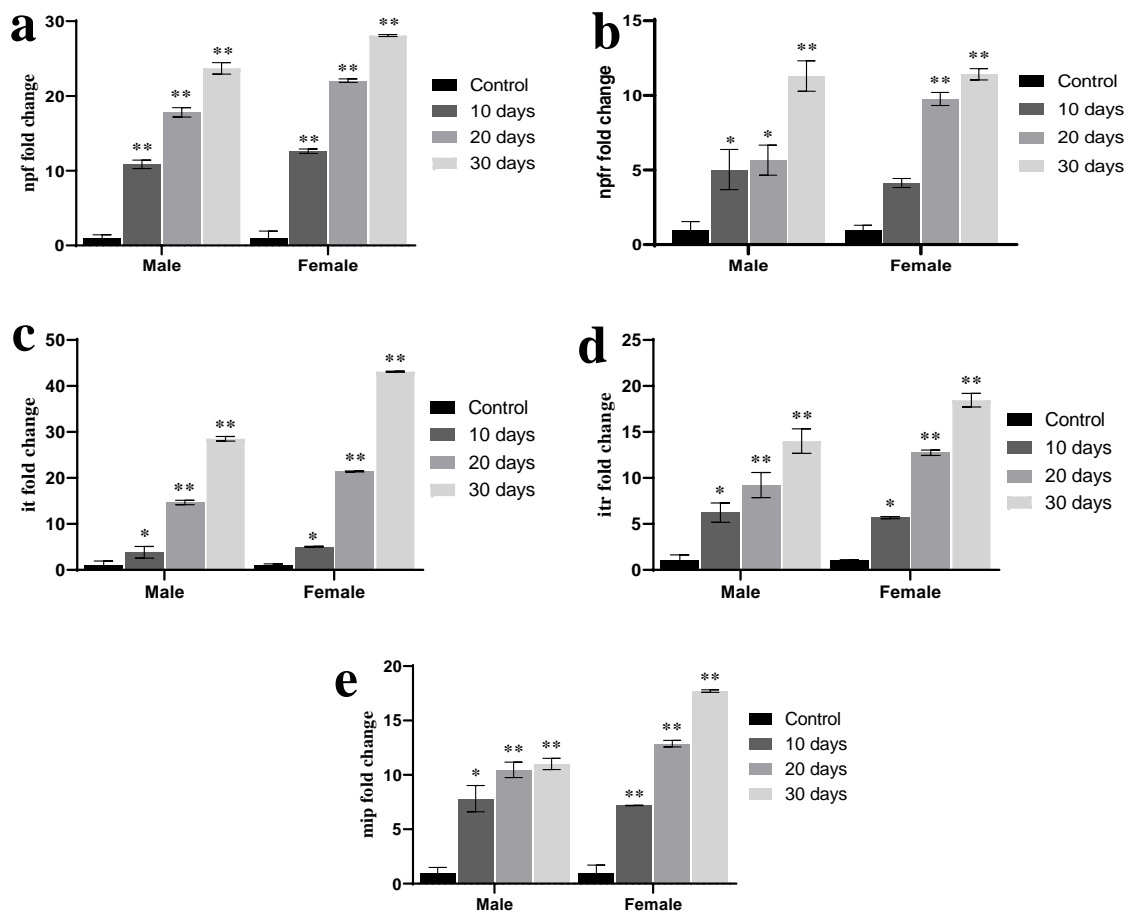 a
npf fold change
30
20
10
0
**
**
**
**
**
**
Male
Female
Control
10 days
20 days
30 days
b
npfr fold change
15
10
5
0
*
*
**
**
**
Male
Female
Control
10 days
20 days
30 days
c
it fold change
50
40
30
20
10
0
*
**
**
*
**
**
Male
Female
Control
10 days
20 days
30 days
d
itr fold change
25
20
15
10
5
0
*
**
**
*
**
**
Male
Female
Control
10 days
20 days
30 days
e
mip fold change
20
15
10
5
0
*
**
**
**
**
**
Male
Female
Control
10 days
20 days
30 days